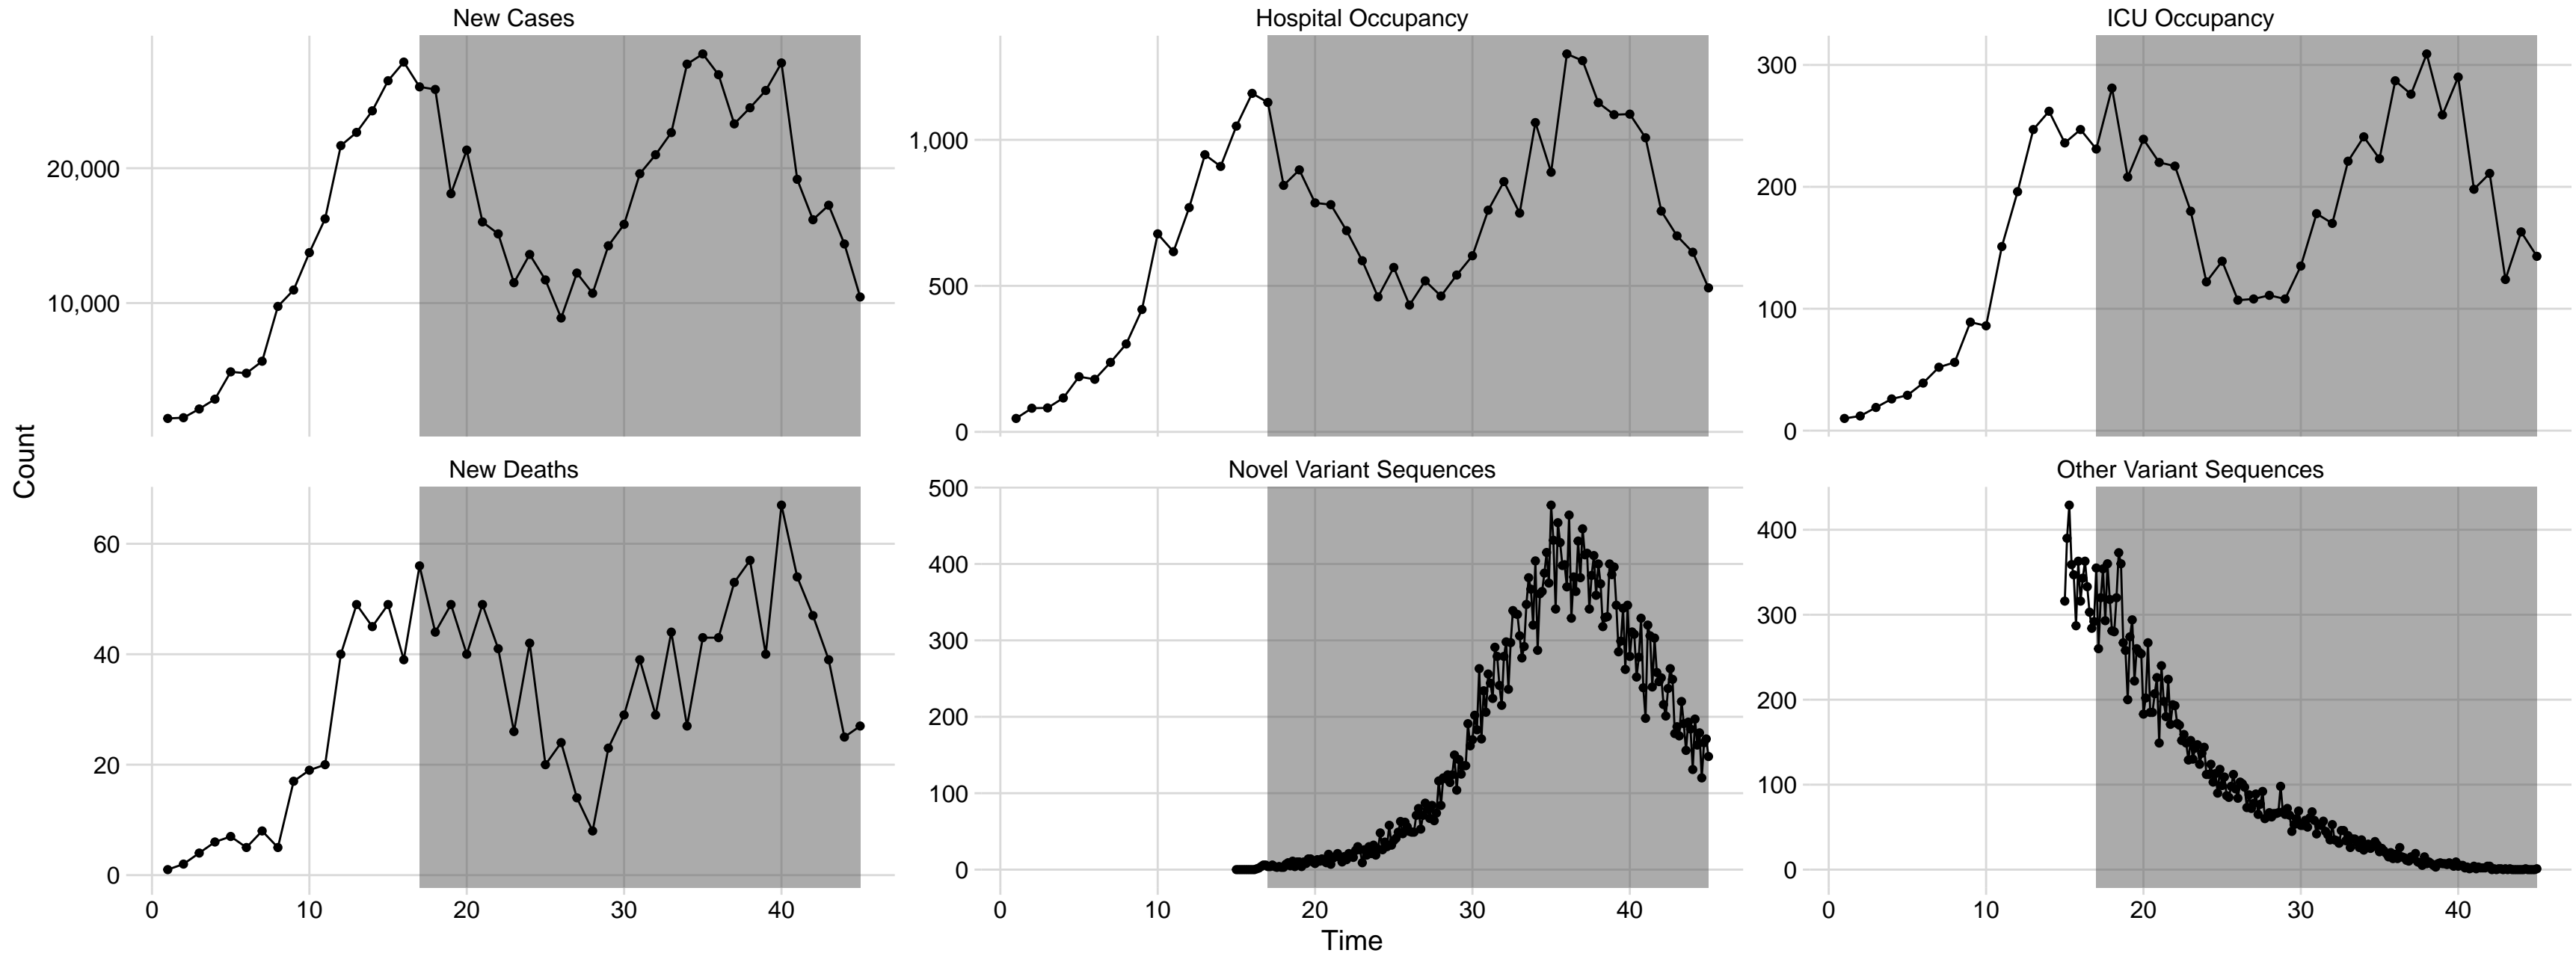 New Cases
Hospital Occupancy
ICU Occupancy
20,000
10,000
1,000
500
0
300
200
100
0
Count
New Deaths
Novel Variant Sequences
Other Variant Sequences
60
40
20
0
500
400
300
200
100
0
400
300
200
100
0
0 10 20 30 40
0 10 20 30 40
0 10 20 30 40
Time